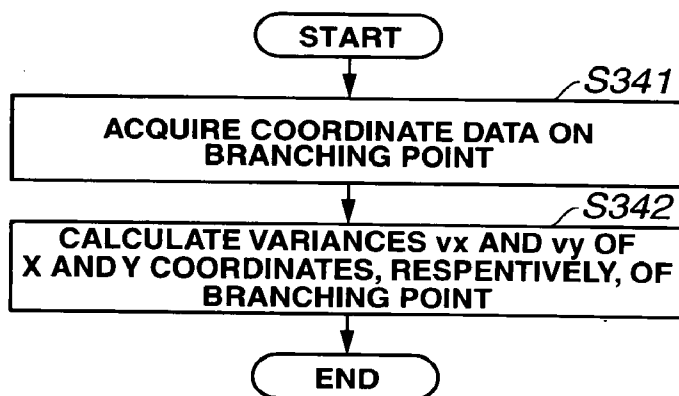 START
S341
ACQUIRE COORDINATE DATA ON
BRANCHING POINT
S342
CALCULATE VARIANCES vx AND vy OF
X AND Y COORDINATES, RESPENTIVELY, OF
BRANCHING POINT
END